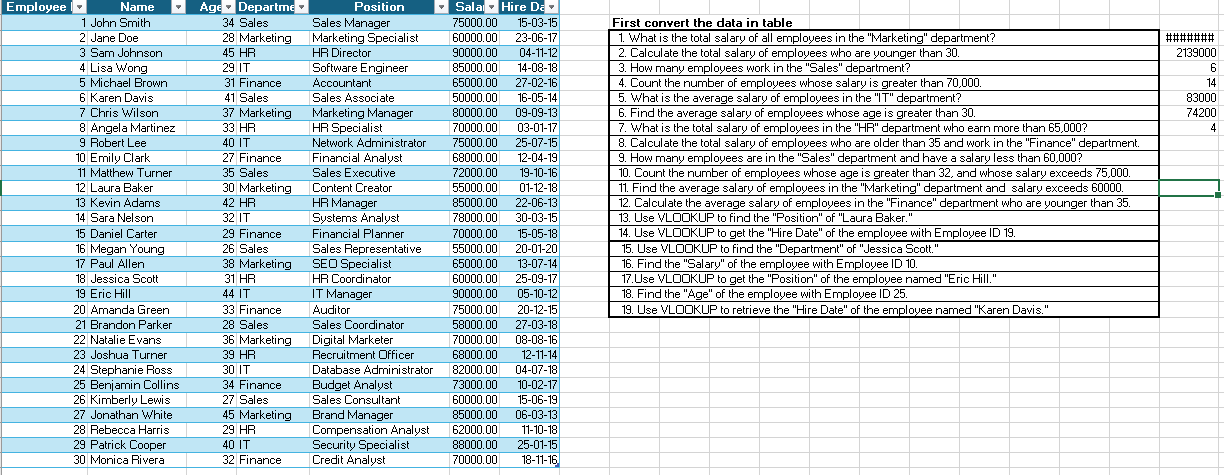 Employee Name Age Departme Position Salar Hire Da
1 John Smith 34 Sales Sales Manager 75000.00 15-03-15 First convert the data in table
2 Jane Doe 28 Marketing Marketing Specialist 60000.00 23-06-17 1. What is the total salary of all employees in the "Marketing" department? ########
3 Sam Johnson 45 HR HR Director 90000.00 04-11-12 2. Calculate the total salary of employees who are younger than 30. 2139000
4 Lisa Wong 29 IT Software Engineer 85000.00 14-08-18 3. How many employees work in the "Sales" department? 6
5 Michael Brown 31 Finance Accountant 65000.00 27-02-16 4. Count the number of employees whose salary is greater than 70,000. 14
6 Karen Davis 41 Sales Sales Associate 50000.00 16-05-14 5. What is the average salary of employees in the "IT" department? 83000
7 Chris Wilson 37 Marketing Marketing Manager 80000.00 09-09-13 6. Find the average salary of employees whose age is greater than 30. 74200
8 Angela Martinez 33 HR HR Specialist 70000.00 03-01-17 7. What is the total salary of employees in the "HR" department who earn more than 65,000? 4
9 Robert Lee 40 IT Network Administrator 75000.00 25-07-15 8. Calculate the total salary of employees who are older than 35 and work in the "Finance" department.
10 Emily Clark 27 Finance Financial Analyst 68000.00 12-04-19 9. How many employees are in the "Sales" department and have a salary less than 60,000?
11 Matthew Turner 35 Sales Sales Executive 72000.00 19-10-16 10. Count the number of employees whose age is greater than 32, and whose salary exceeds 75,000.
12 Laura Baker 30 Marketing Content Creator 55000.00 01-12-18 11. Find the average salary of employees in the "Marketing" department and salary exceeds 60000.
13 Kevin Adams 42 HR HR Manager 85000.00 22-06-13 12. Calculate the average salary of employees in the "Finance" department who are younger than 35.
14 Sara Nelson 32 IT Systems Analyst 78000.00 30-03-15 13. Use VLOOKUP to find the "Position" of "Laura Baker."
15 Daniel Carter 29 Finance Financial Planner 70000.00 15-05-18 14. Use VLOOKUP to get the "Hire Date" of the employee with Employee ID 19.
16 Megan Young 26 Sales Sales Representative 55000.00 20-01-20 15. Use VLOOKUP to find the "Department" of "Jessica Scott."
17 Paul Allen 38 Marketing SEO Specialist 65000.00 13-07-14 16. Find the "Salary" of the employee with Employee ID 10.
18 Jessica Scott 31 HR HR Coordinator 60000.00 25-09-17 17.Use VLOOKUP to get the "Position" of the employee named "Eric Hill."
19 Eric Hill 44 IT IT Manager 90000.00 05-10-12 18. Find the "Age" of the employee with Employee ID 25.
20 Amanda Green 33 Finance Auditor 75000.00 20-12-15 19. Use VLOOKUP to retrieve the "Hire Date" of the employee named "Karen Davis."
21 Brandon Parker 28 Sales Sales Coordinator 58000.00 27-03-18
22 Natalie Evans 36 Marketing Digital Marketer 70000.00 08-08-16
23 Joshua Turner 39 HR Recruitment Officer 68000.00 12-11-14
24 Stephanie Ross 30 IT Database Administrator 82000.00 04-07-18
25 Benjamin Collins 34 Finance Budget Analyst 73000.00 10-02-17
26 Kimberly Lewis 27 Sales Sales Consultant 60000.00 15-06-19
27 Jonathan White 45 Marketing Brand Manager 85000.00 06-03-13
28 Rebecca Harris 29 HR Compensation Analyst 62000.00 11-10-18
29 Patrick Cooper 40 IT Security Specialist 88000.00 25-01-15
30 Monica Rivera 32 Finance Credit Analyst 70000.00 18-11-16